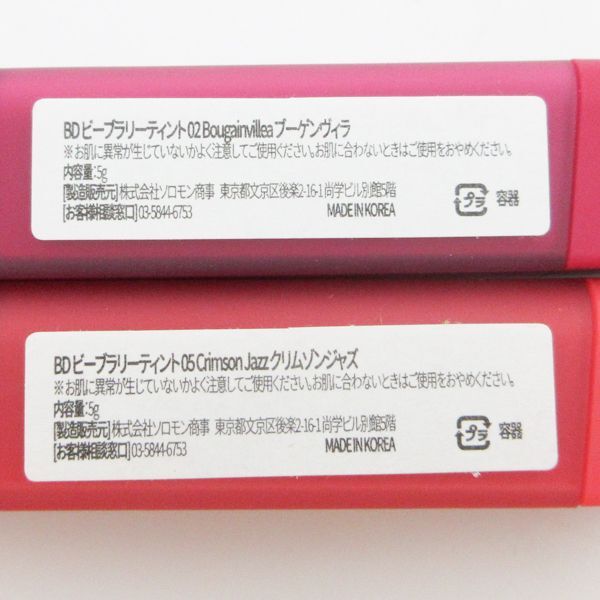 BD ビーブラリーティント 02 Bougainvillea ブーゲンヴィラ
※お肌に異常が生じていないかよく注意してご使用ください。お肌に合わないときはご使用をおやめください。
内容量:5g
[製造販売元] 株式会社ソロモン商事 東京都文京区後楽2-16-1 尚学ビル別館5階
[お客様相談窓口] 03-5844-6753 MADE IN KOREA
プラ 容器
BD ビーブラリーティント 05 Crimson Jazz クリムゾンジャズ
※お肌に異常が生じていないかよく注意してご使用ください。お肌に合わないときはご使用をおやめください。
内容量:5g
[製造販売元] 株式会社ソロモン商事 東京都文京区後楽2-16-1 尚学ビル別館5階
[お客様相談窓口] 03-5844-6753 MADE IN KOREA
プラ 容器